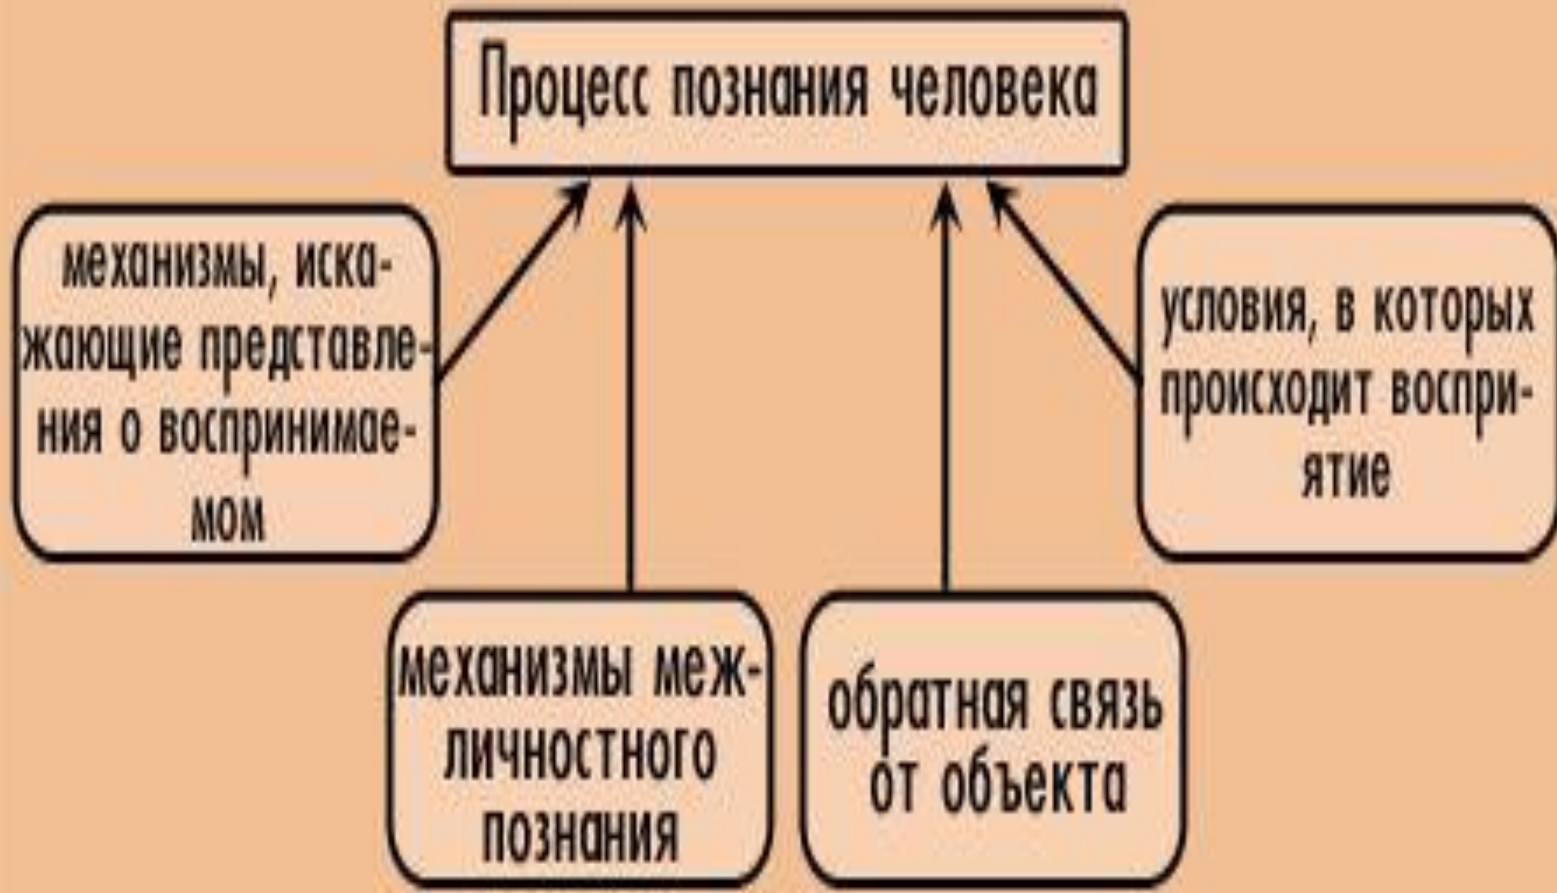 Процесс познания человека
механизмы, иска-
жающие представле-
ния о воспринимае-
мом
условия, в которых
происходит воспри-
ятие
механизмы меж-
личностного
познания
обратная связь
от объекта